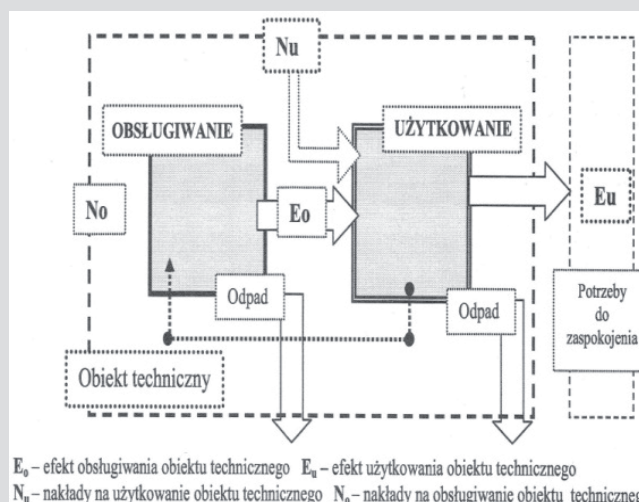 Nu
OBSŁUGIWANIE
UŻYTKOWANIE
No
Eo
Eu
Odpad
Odpad
Potrzeby
do
zaspokojenia
Obiekt techniczny
Eo – efekt obsługiwania obiektu technicznego Eu – efekt użytkowania obiektu technicznego
Nu – nakłady na użytkowanie obiektu technicznego No – nakłady na obsługiwanie obiektu